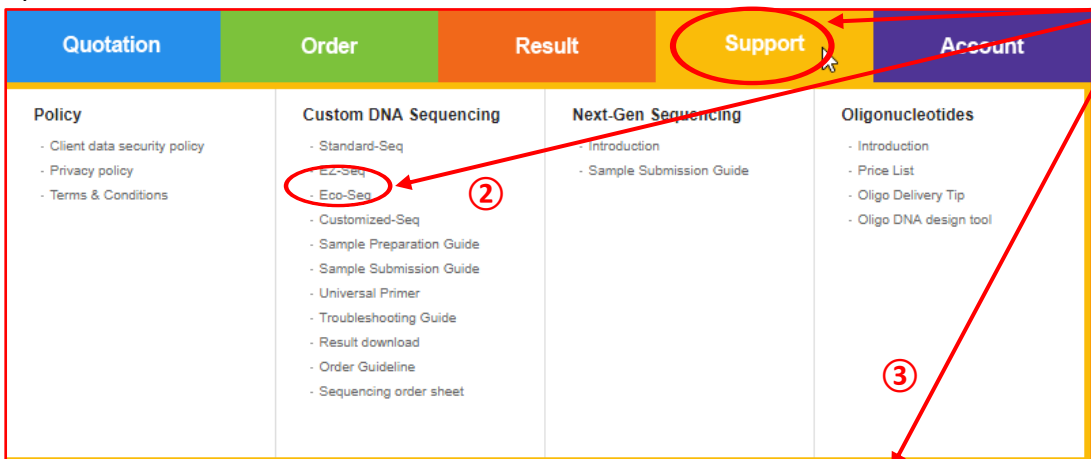 Quotation
Order
Result
Support
Account
Policy
- Client data security policy
- Privacy policy
- Terms & Conditions
Custom DNA Sequencing
- Standard-Seq
- EZ-Seq
- Eco-Seq
- Customized-Seq
- Sample Preparation Guide
- Sample Submission Guide
- Universal Primer
- Troubleshooting Guide
- Result download
- Order Guideline
- Sequencing order sheet
Next-Gen Sequencing
- Introduction
- Sample Submission Guide
Oligonucleotides
- Introduction
- Price List
- Oligo Delivery Tip
- Oligo DNA design tool
②
③